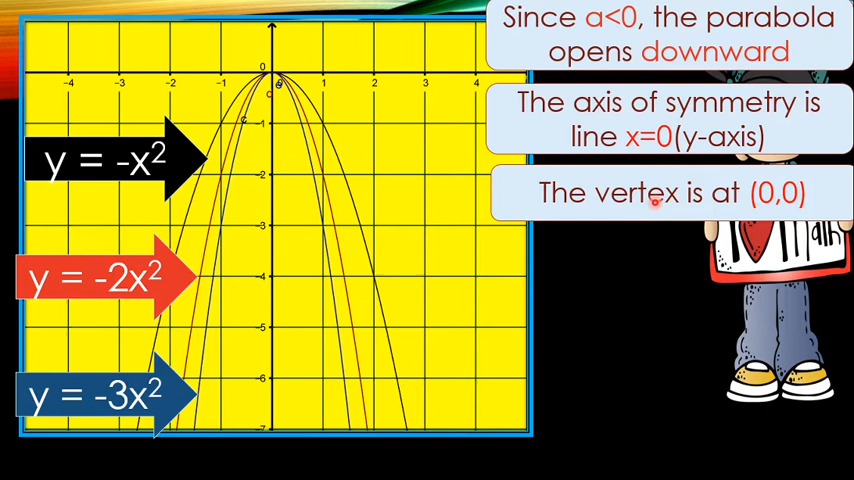 Since a<0, the parabola
opens downward
The axis of symmetry is
line x=0(y-axis)
The vertex is at (0,0)
Math
y = -x²
y = -2x²
y = -3x²
-4 -3 -2 -1 0 1 2 3 4
0
-1
-2
-3
-4
-5
-6
-7
c